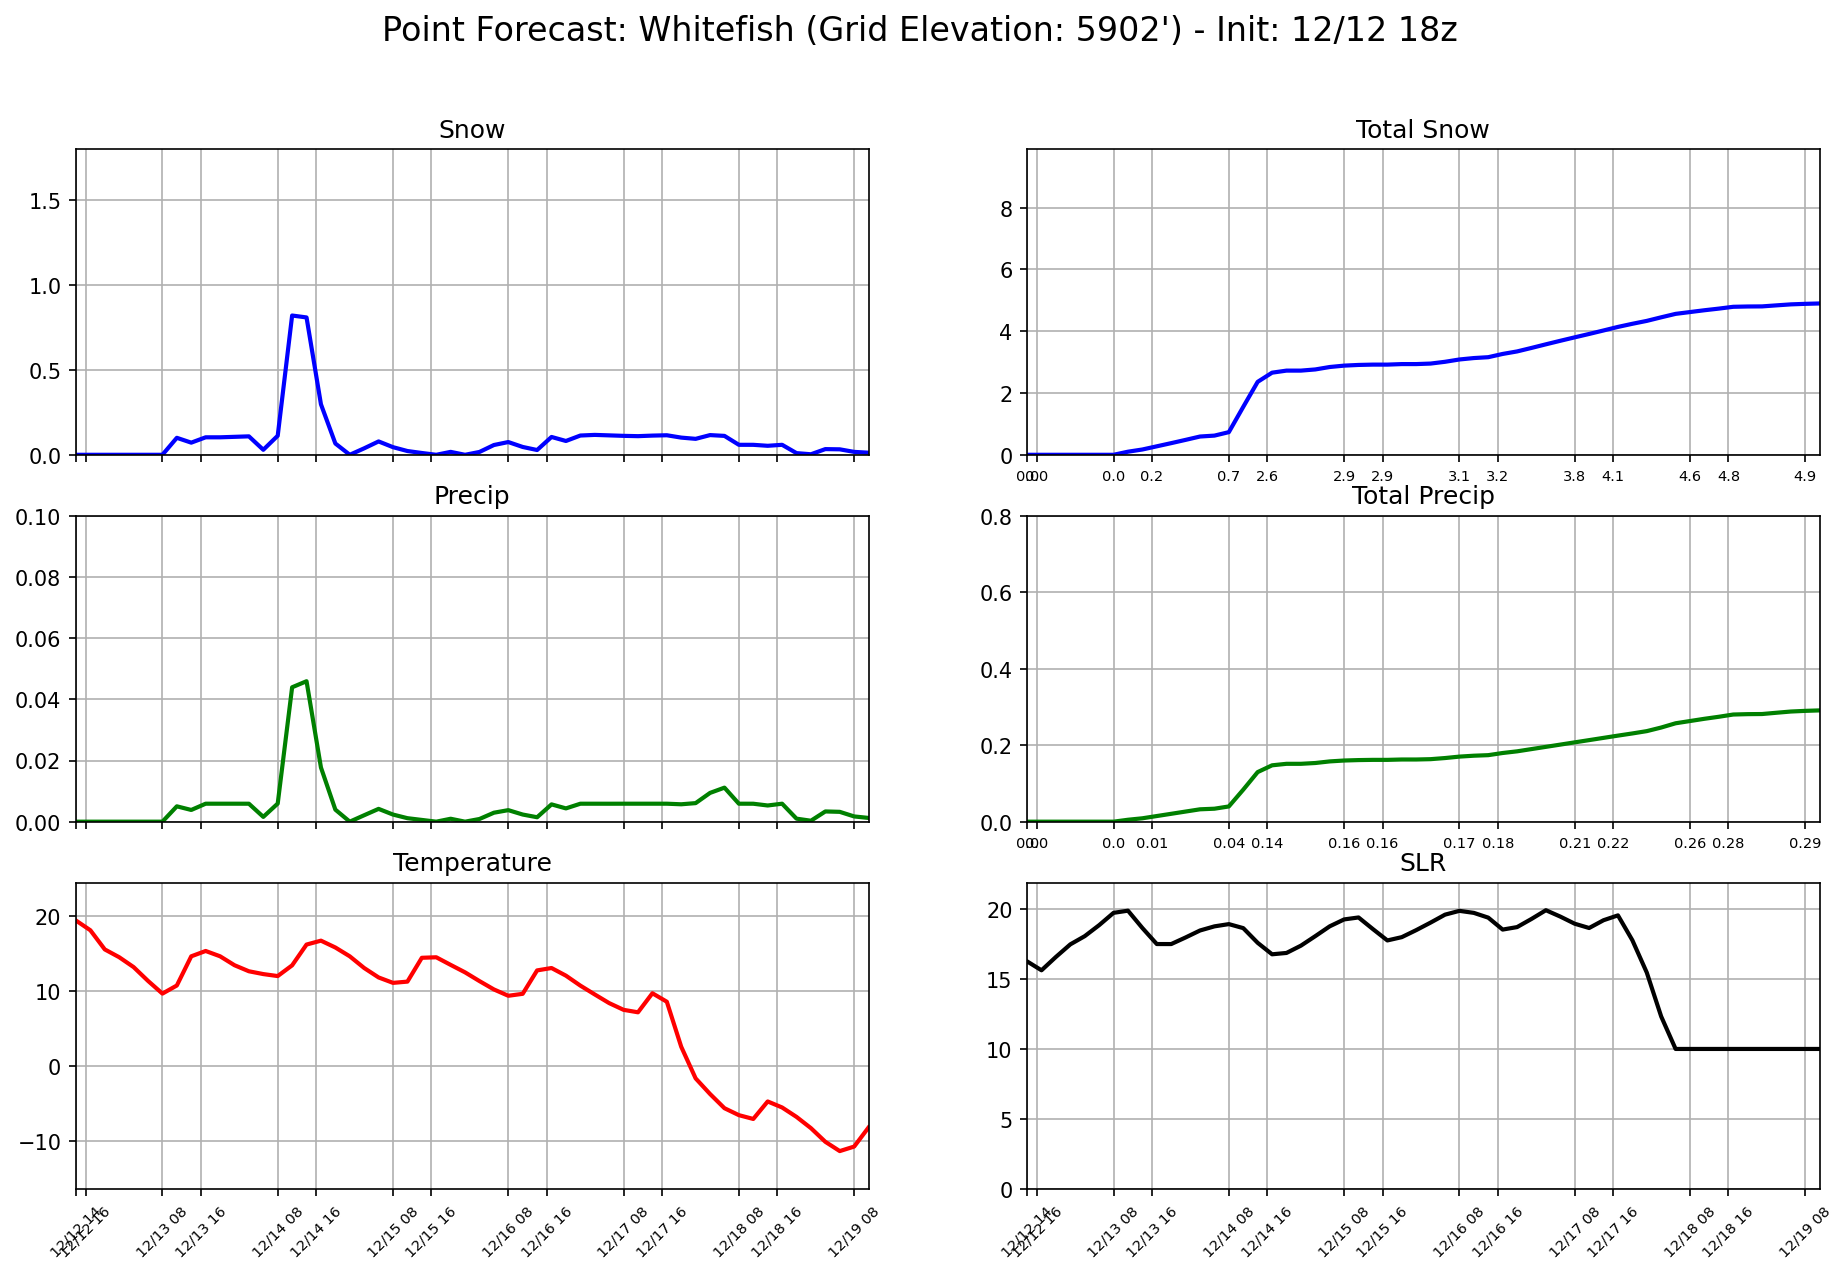 Point Forecast: Whitefish (Grid Elevation: 5902') - Init: 12/12 18z
Snow
1.5
1.0
0.5
0.0
Total Snow
8
6
4
2
0
0.0 0.0 0.2 0.7 2.6 2.9 2.9 3.1 3.2 3.8 4.1 4.6 4.8 4.9
Precip
0.10
0.08
0.06
0.04
0.02
0.00
Total Precip
0.8
0.6
0.4
0.2
0.0
0.0 0.0 0.01 0.04 0.14 0.16 0.16 0.17 0.18 0.21 0.22 0.26 0.28 0.29
Temperature
20
10
0
−10
12/12 16 12/13 08 12/13 16 12/14 08 12/14 16 12/15 08 12/15 16 12/16 08 12/16 16 12/17 08 12/17 16 12/18 08 12/18 16 12/19 08
SLR
20
15
10
5
0
12/12 16 12/13 08 12/13 16 12/14 08 12/14 16 12/15 08 12/15 16 12/16 08 12/16 16 12/17 08 12/17 16 12/18 08 12/18 16 12/19 08